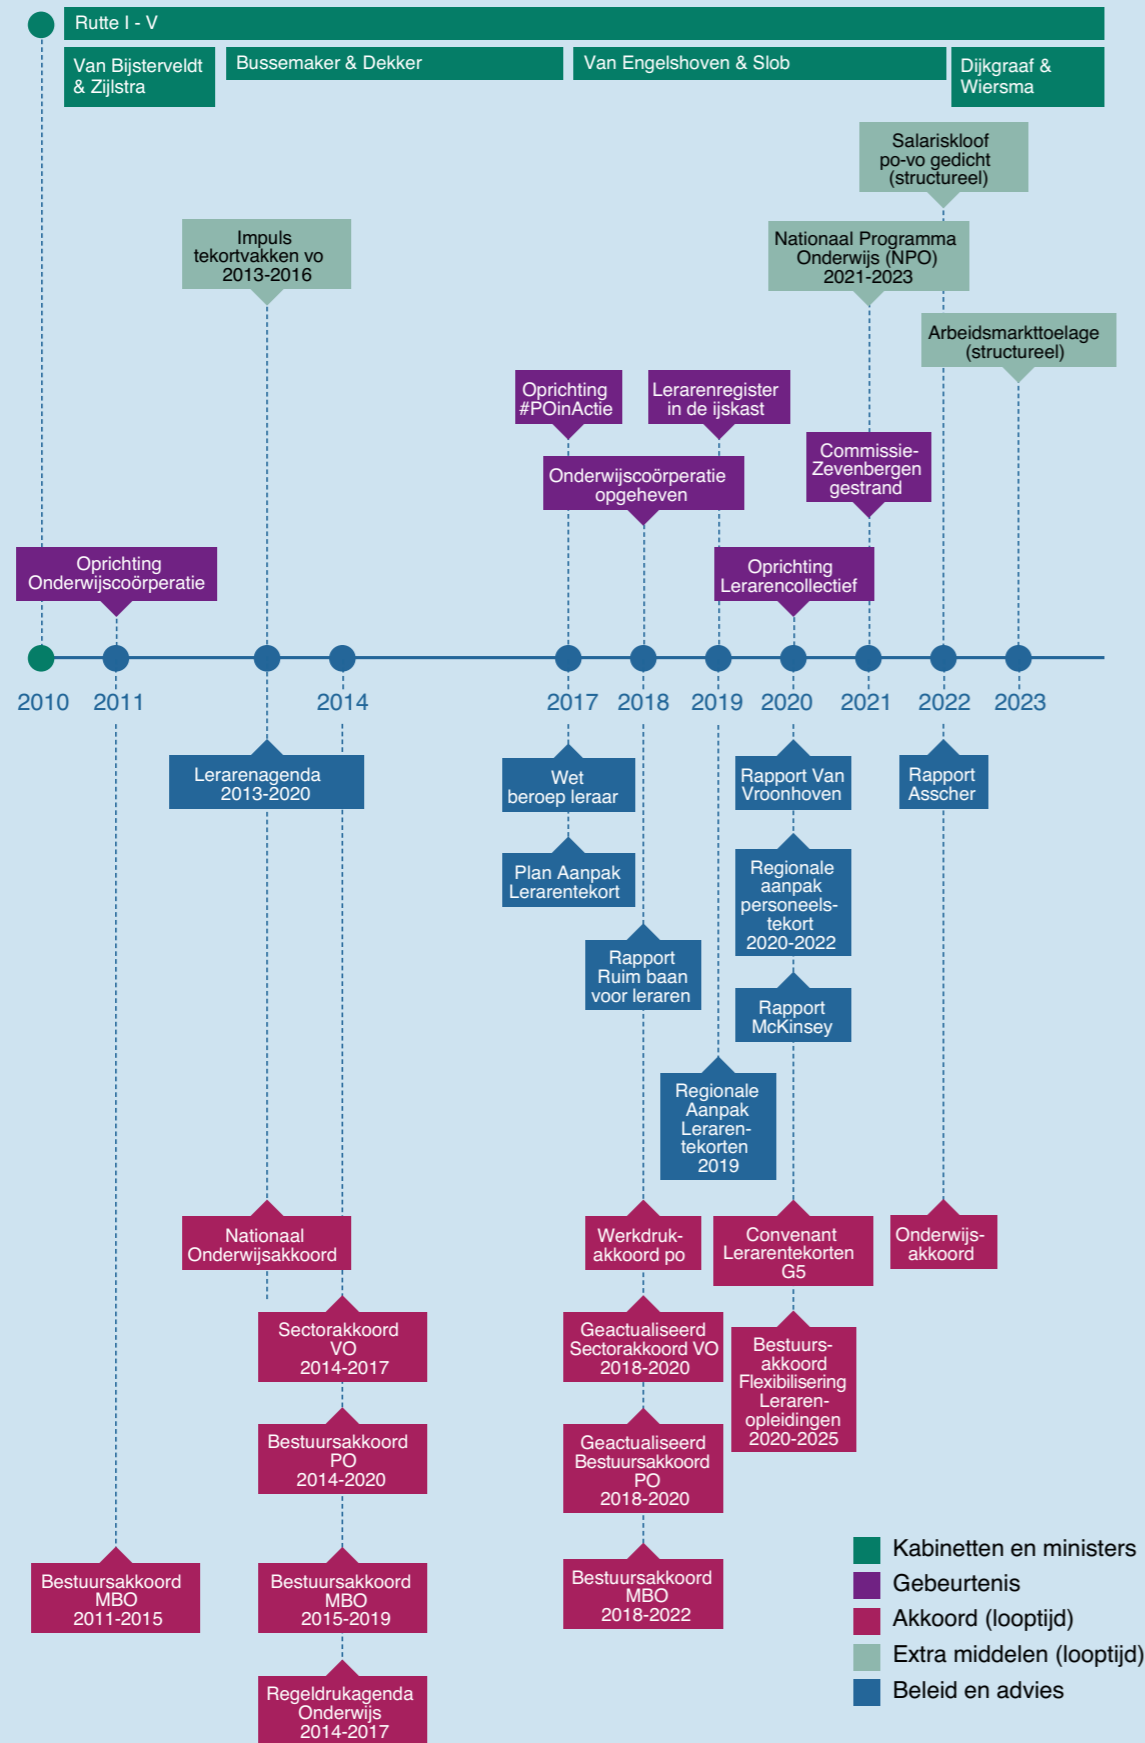 Rutte I - V
Van Bijsterveldt
& Zijlstra
Bussemaker & Dekker
Van Engelshoven & Slob
Dijkgraaf &
Wiersma
Salariskloof
po-vo gedicht
(structureel)
Impuls
tekortvakken vo
2013-2016
Nationaal Programma
Onderwijs (NPO)
2021-2023
Arbeidsmarkttoelage
(structureel)
Oprichting
#POinActie
Lerarenregister
in de ijskast
Onderwijscoörperatie
opgeheven
Commissie-
Zevenbergen
gestrand
Oprichting
Onderwijscoörperatie
Oprichting
Lerarencollectief
2010
2011
2014
2017
2018
2019
2020
2021
2022
2023
Lerarenagenda
2013-2020
Wet
beroep leraar
Rapport Van
Vroonhoven
Rapport
Asscher
Plan Aanpak
Lerarentekort
Regionale
aanpak
personeels-
tekort
2020-2022
Rapport
Ruim baan
voor leraren
Rapport
McKinsey
Regionale
Aanpak
Leraren-
tekorten
2019
Nationaal
Onderwijsakkoord
Werkdruk-
akkoord po
Convenant
Lerarentekorten
G5
Onderwijs-
akkoord
Sectorakkoord
VO
2014-2017
Geactualiseerd
Sectorakkoord VO
2018-2020
Bestuurs-
akkoord
Flexibilisering
Leraren-
opleidingen
2020-2025
Bestuursakkoord
PO
2014-2020
Geactualiseerd
Bestuursakkoord
PO
2018-2020
Bestuursakkoord
MBO
2011-2015
Bestuursakkoord
MBO
2015-2019
Bestuursakkoord
MBO
2018-2022
Regeldrukagenda
Onderwijs
2014-2017
Kabinetten en ministers
Gebeurtenis
Akkoord (looptijd)
Extra middelen (looptijd)
Beleid en advies